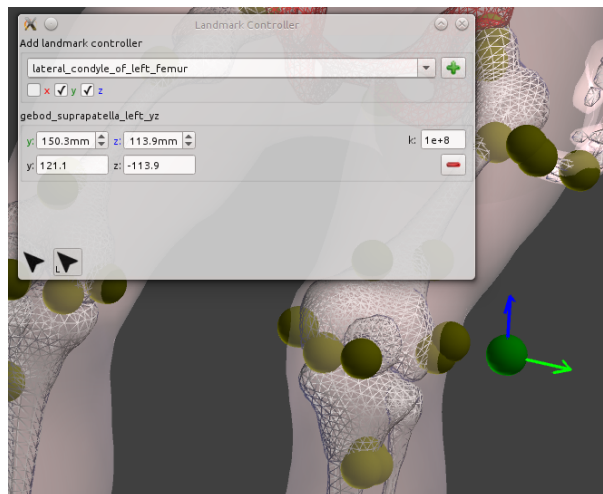 Landmark Controller
Add landmark controller
lateral_condyle_of_left_femur
x y z
gebod_suprapatella_left_yz
y: 150.3mm z: 113.9mm k: 1e+8
y: 121.1 z: -113.9
L